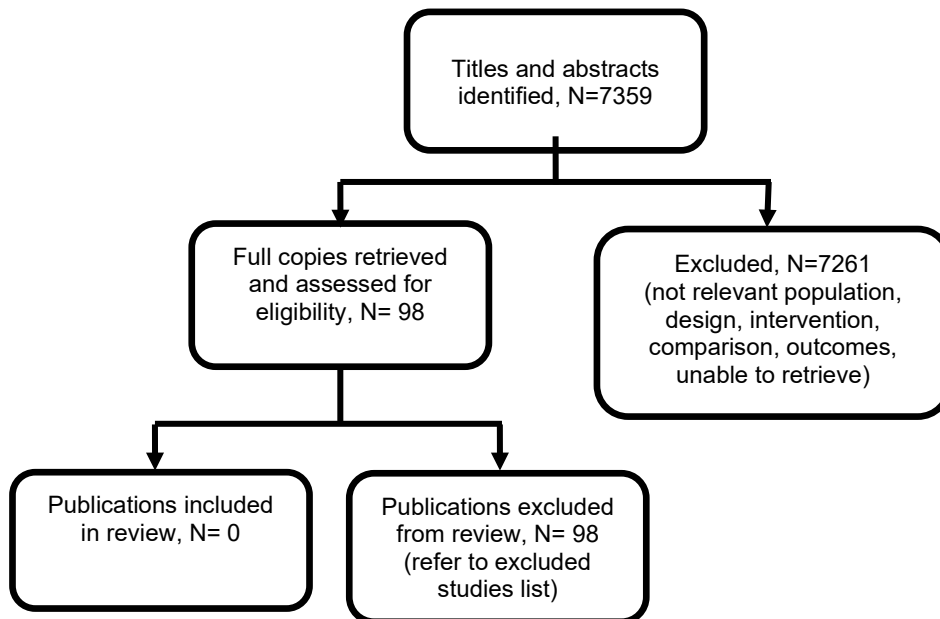 Titles and abstracts
identified, N=7359
Full copies retrieved
and assessed for
eligibility, N= 98
Excluded, N=7261
(not relevant population,
design, intervention,
comparison, outcomes,
unable to retrieve)
Publications included
in review, N= 0
Publications excluded
from review, N= 98
(refer to excluded
studies list)